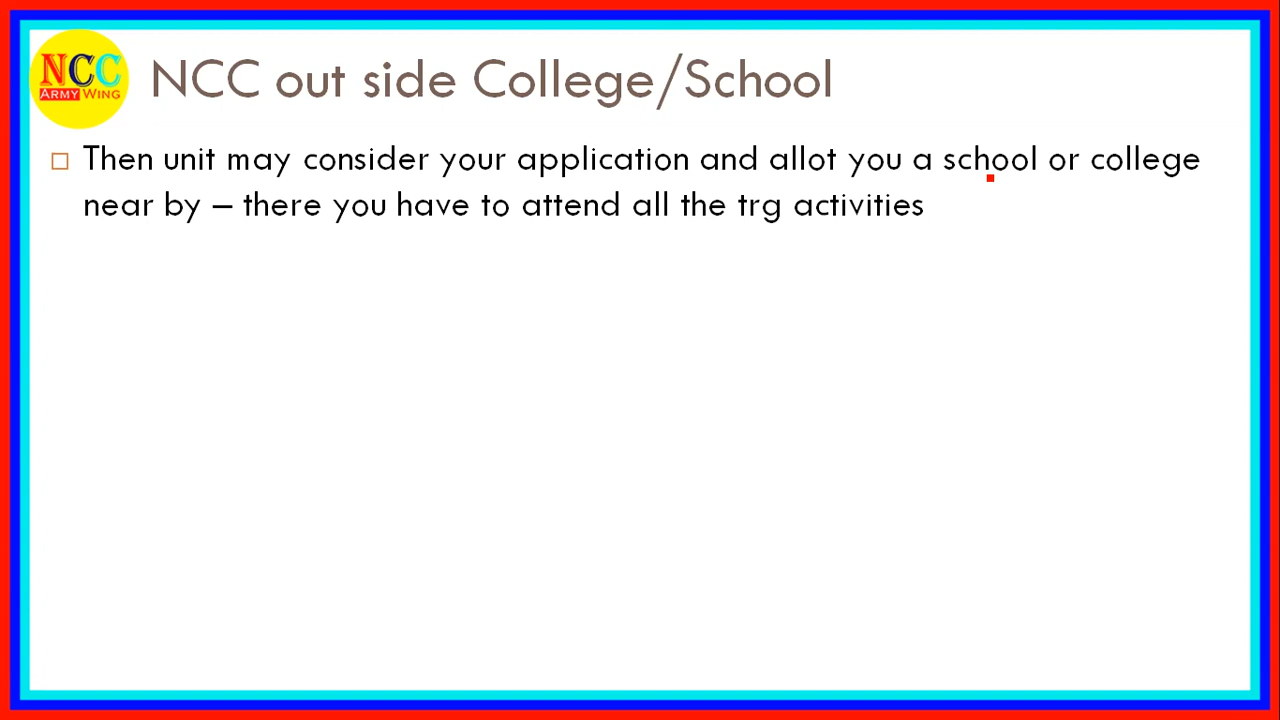 NCC
ARMY WING
NCC out side College/School
Then unit may consider your application and allot you a school or college
near by – there you have to attend all the trg activities